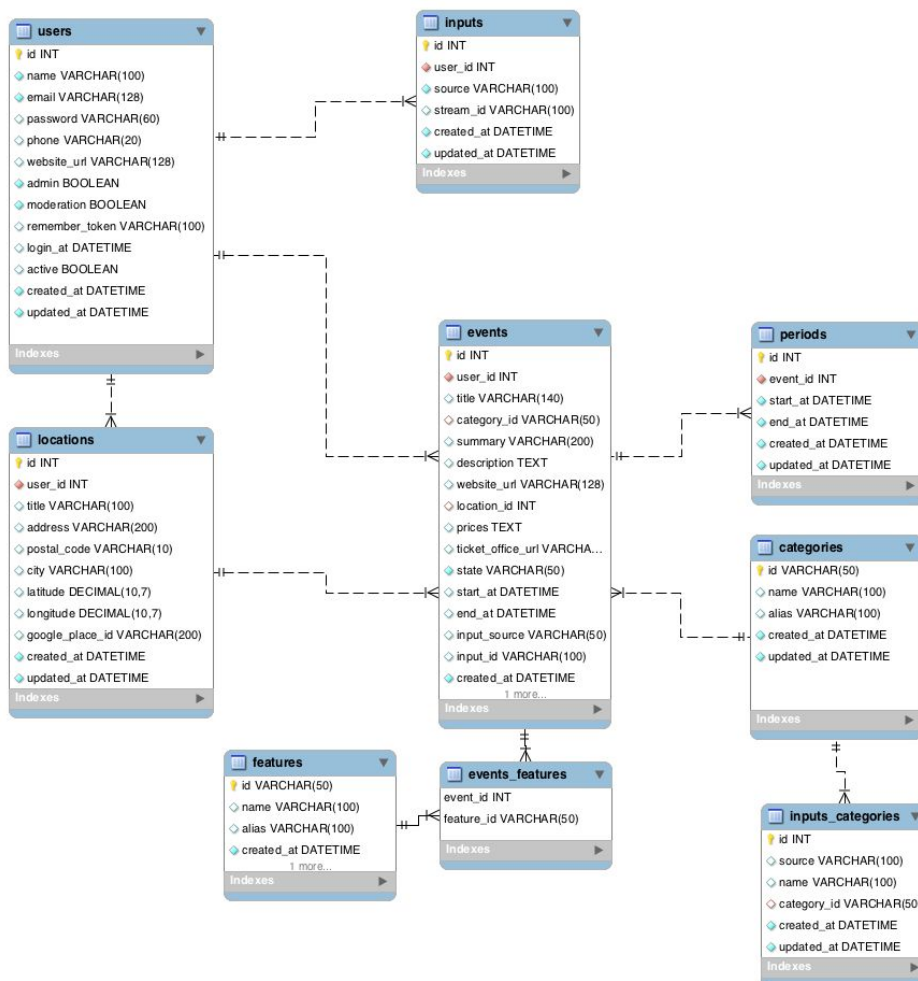 users
id INT
name VARCHAR(100)
email VARCHAR(128)
password VARCHAR(60)
phone VARCHAR(20)
website_url VARCHAR(128)
admin BOOLEAN
moderation BOOLEAN
remember_token VARCHAR(100)
login_at DATETIME
active BOOLEAN
created_at DATETIME
updated_at DATETIME
Indexes
inputs
id INT
user_id INT
source VARCHAR(100)
stream_id VARCHAR(100)
created_at DATETIME
updated_at DATETIME
Indexes
events
id INT
user_id INT
title VARCHAR(140)
category_id VARCHAR(50)
summary VARCHAR(200)
description TEXT
website_url VARCHAR(128)
location_id INT
prices TEXT
ticket_office_url VARCHA...
state VARCHAR(50)
start_at DATETIME
end_at DATETIME
input_source VARCHAR(50)
input_id VARCHAR(100)
created_at DATETIME
1 more...
Indexes
periods
id INT
event_id INT
start_at DATETIME
end_at DATETIME
created_at DATETIME
updated_at DATETIME
Indexes
locations
id INT
user_id INT
title VARCHAR(100)
address VARCHAR(200)
postal_code VARCHAR(10)
city VARCHAR(100)
latitude DECIMAL(10,7)
longitude DECIMAL(10,7)
google_place_id VARCHAR(200)
created_at DATETIME
updated_at DATETIME
Indexes
categories
id VARCHAR(50)
name VARCHAR(100)
alias VARCHAR(100)
created_at DATETIME
updated_at DATETIME
Indexes
features
id VARCHAR(50)
name VARCHAR(100)
alias VARCHAR(100)
created_at DATETIME
1 more...
Indexes
events_features
event_id INT
feature_id VARCHAR(50)
Indexes
inputs_categories
id INT
source VARCHAR(100)
name VARCHAR(100)
category_id VARCHAR(50
created_at DATETIME
updated_at DATETIME
Indexes